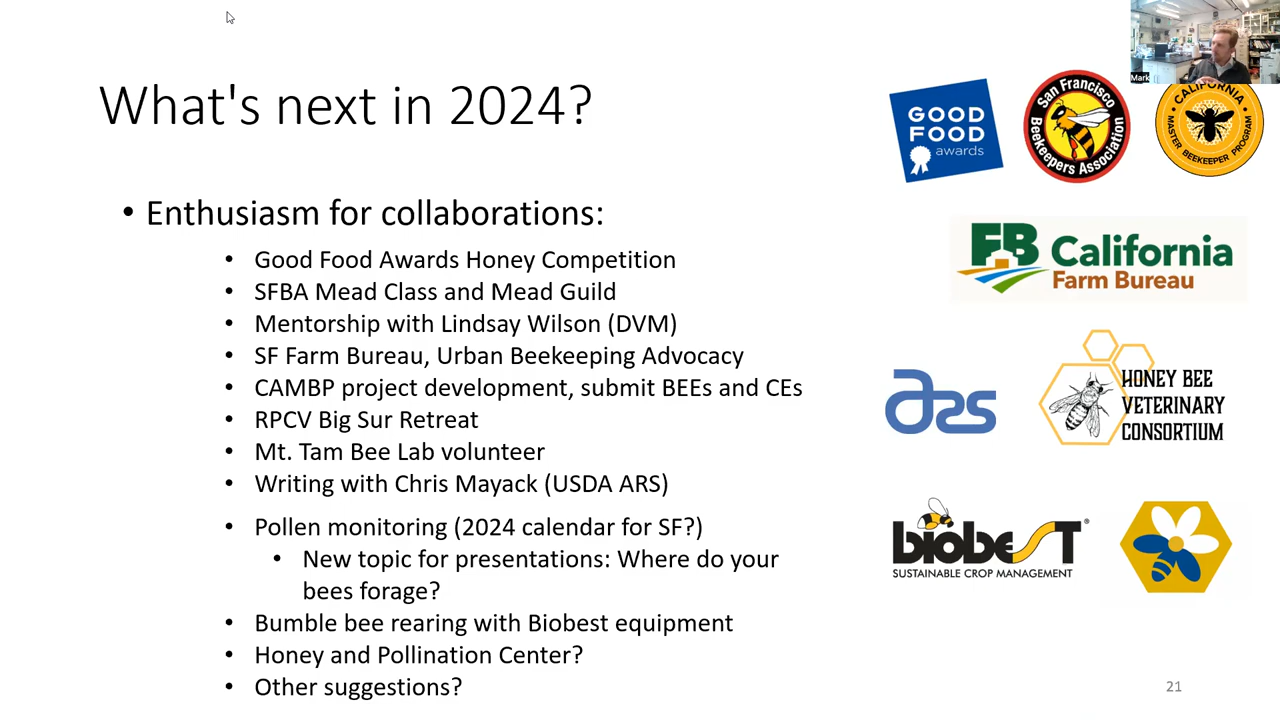 What's next in 2024?
• Enthusiasm for collaborations:
• Good Food Awards Honey Competition
• SFBA Mead Class and Mead Guild
• Mentorship with Lindsay Wilson (DVM)
• SF Farm Bureau, Urban Beekeeping Advocacy
• CAMBP project development, submit BEEs and CEs
• RPCV Big Sur Retreat
• Mt. Tam Bee Lab volunteer
• Writing with Chris Mayack (USDA ARS)
• Pollen monitoring (2024 calendar for SF?)
• New topic for presentations: Where do your
bees forage?
• Bumble bee rearing with Biobest equipment
• Honey and Pollination Center?
• Other suggestions?
Mark
GOOD
FOOD
awards
San Francisco
Beekeepers Association
CALIFORNIA
MASTER BEEKEEPER PROGRAM
FB California
Farm Bureau
ars
HONEY BEE
VETERINARY
CONSORTIUM
biobesT®
SUSTAINABLE CROP MANAGEMENT
21